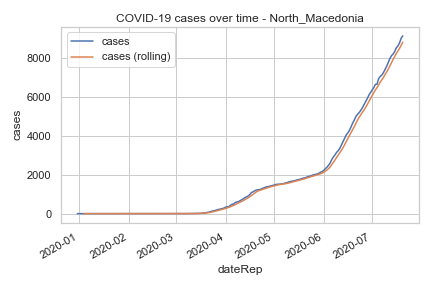 COVID-19 cases over time - North_Macedonia
cases
cases (rolling)
cases
8000
6000
4000
2000
0
2020-01
2020-02
2020-03
2020-04
2020-05
2020-06
2020-07
dateRep